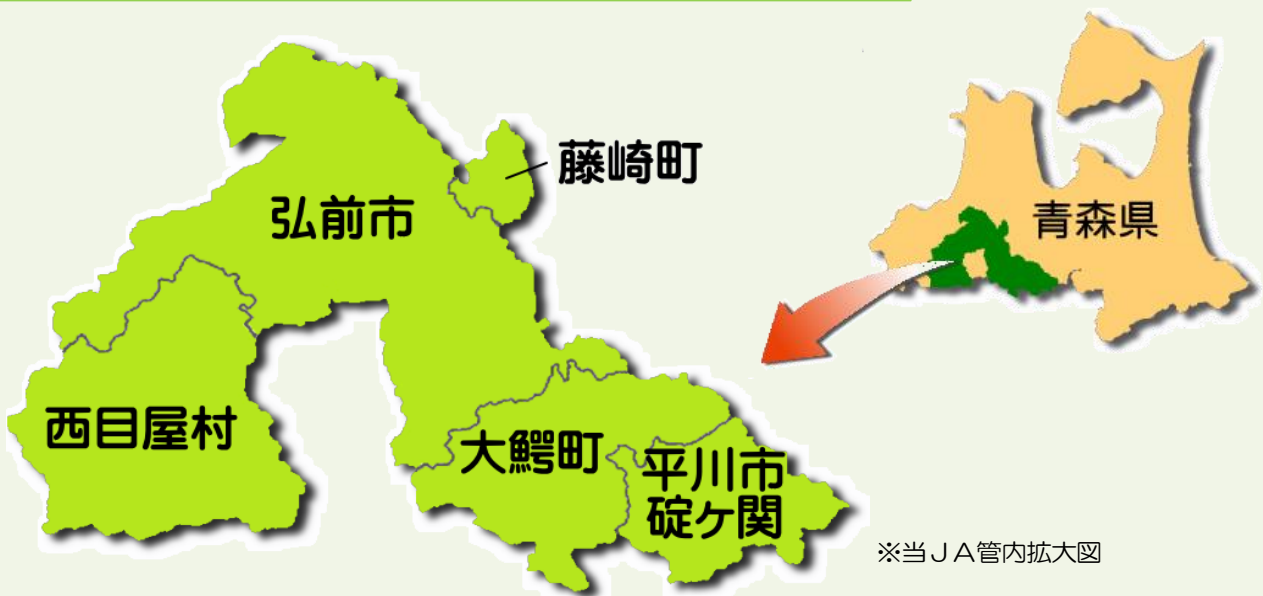 藤崎町
弘前市
青森県
西目屋村
大鰐町
平川市
碇ヶ関
※当ＪＡ管内拡大図